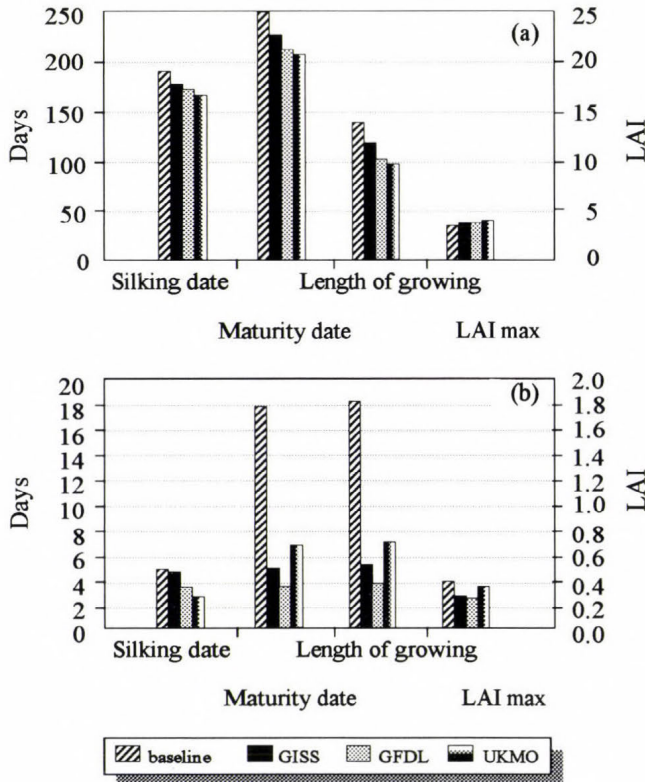 250 25
(a)
200 20
150 15
Days LAI
100 10
50 5
0 0
Silking date Length of growing
Maturity date LAI max
20 2.0
(b)
18 1.8
16 1.6
14 1.4
12 1.2
Days LAI
10 1.0
8 0.8
6 0.6
4 0.4
2 0.2
0 0.0
Silking date Length of growing
Maturity date LAI max
baseline GISS GFDL UKMO